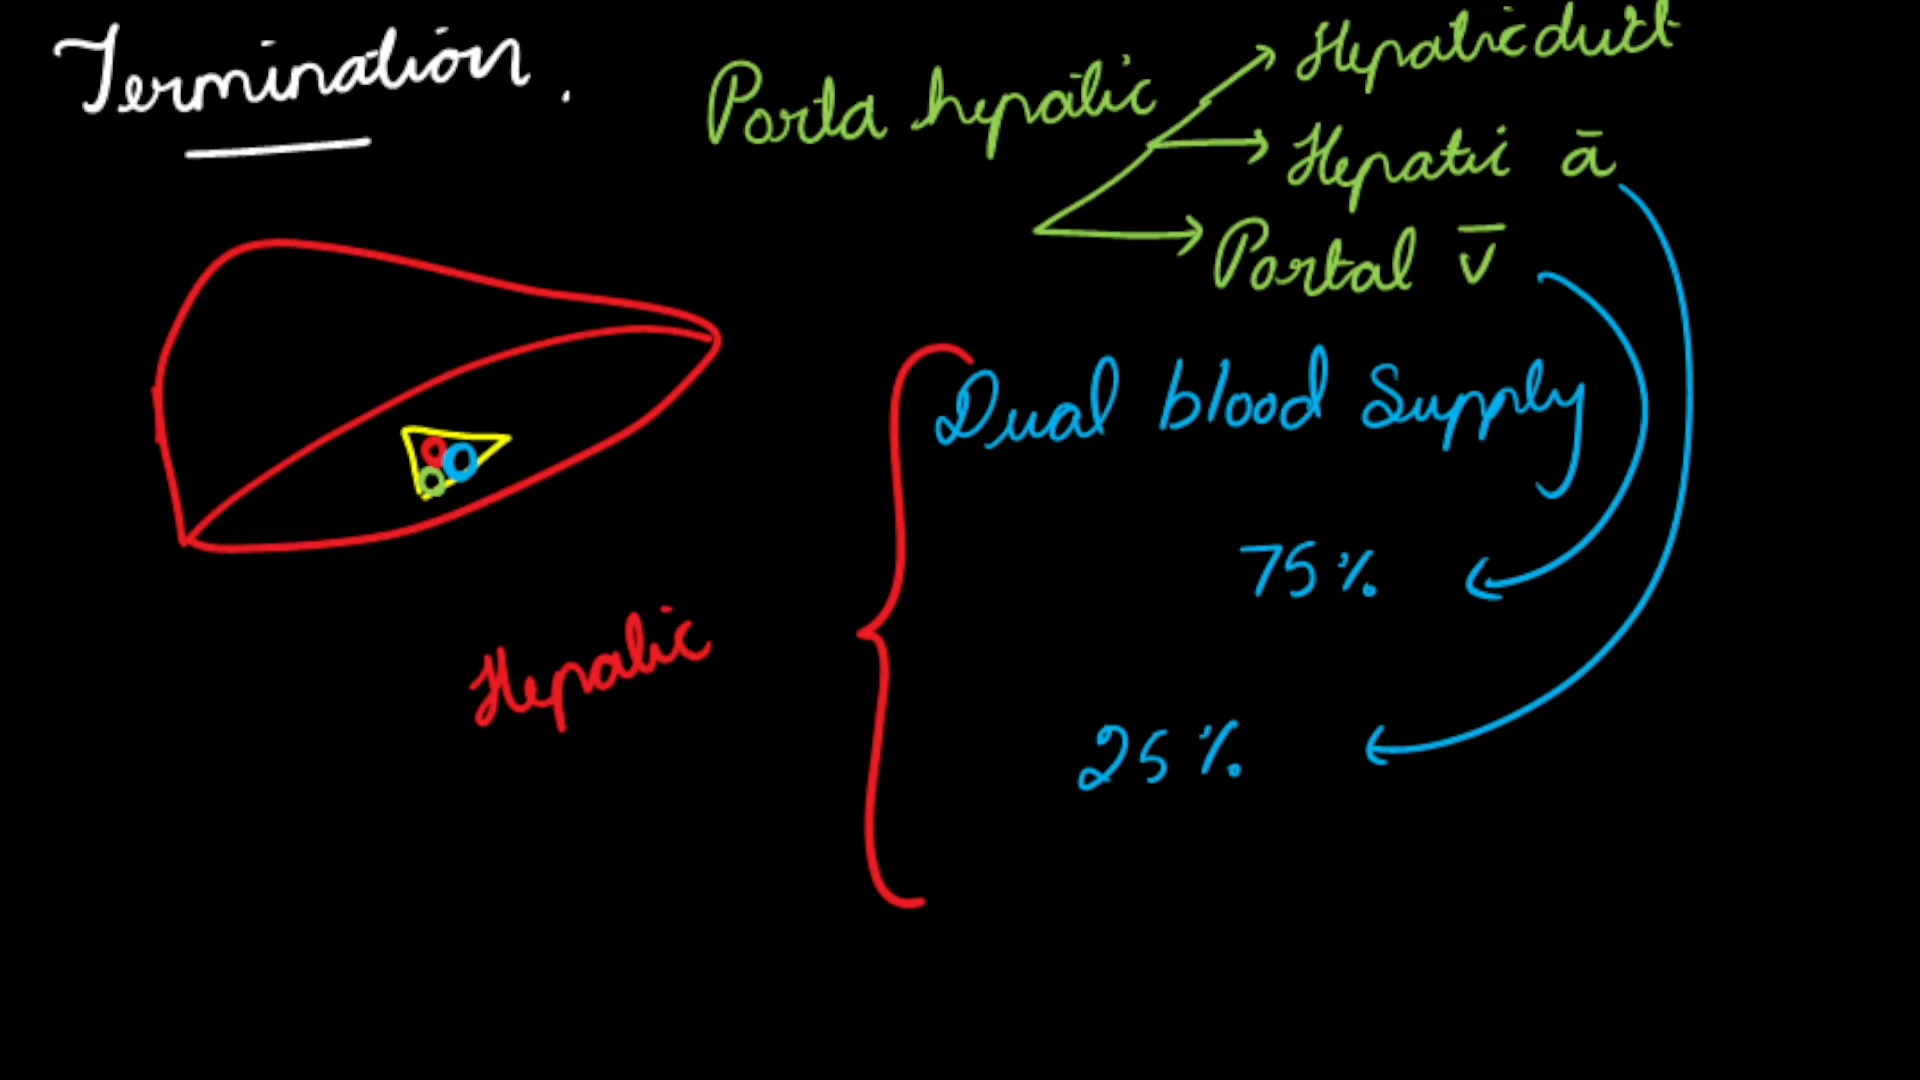 Termination.
Porta hepatic
Hepatic duct
Hepatic ā
Portal v̄
Dual blood supply
75%
25%
Hepatic